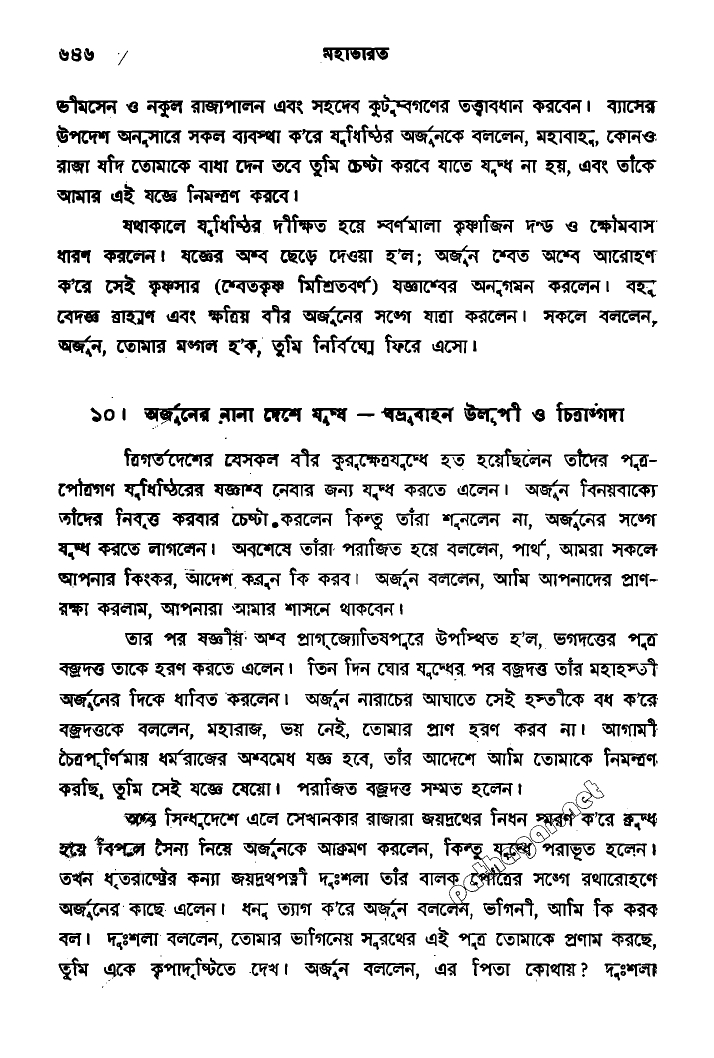 ৬৪৬ মহাভারত
ভীমসেন ও নকুল রাজ্যপালন এবং সহদেব কুটুম্বগণের তত্ত্বাবধান করবেন। ব্যাসের
উপদেশ অনুসারে সকল ব্যবস্থা ক'রে যুধিষ্ঠির অর্জুনকে বললেন, মহাবাহু, কোনও
রাজা যদি তোমাকে বাধা দেন তবে তুমি চেষ্টা করবে যাতে যুদ্ধ না হয়, এবং তাঁকে
আমার এই যজ্ঞে নিমন্ত্রণ করবে।
যথাকালে যুধিষ্ঠির দীক্ষিত হয়ে স্বর্ণমালা কৃষ্ণাজিন দণ্ড ও ক্ষৌমবাস
ধারণ করলেন। যজ্ঞের অশ্ব ছেড়ে দেওয়া হ'ল; অর্জুন শ্বেত অশ্বে আরোহণ
ক'রে সেই কৃষ্ণসার (শ্বেতকৃষ্ণ মিশ্রিতবর্ণ) যজ্ঞাশ্বের অনুগমন করলেন। বহু
বেদজ্ঞ ব্রাহ্মণ এবং ক্ষত্রিয় বীর অর্জুনের সঙ্গে যাত্রা করলেন। সকলে বললেন,
অর্জুন, তোমার মঙ্গল হ'ক, তুমি নির্বিঘ্নে ফিরে এসো।
১০। অর্জুনের নানা দেশে যুদ্ধ — বভ্রুবাহন উলূপী ও চিত্রাঙ্গদা
ত্রিগর্তদেশের যেসকল বীর কুরুক্ষেত্রযুদ্ধে হত হয়েছিলেন তাঁদের পুত্র-
পৌত্রগণ যুধিষ্ঠিরের যজ্ঞাশ্ব নেবার জন্য যুদ্ধ করতে এলেন। অর্জুন বিনয়বাক্যে
তাঁদের নিবৃত্ত করবার চেষ্টা করলেন কিন্তু তাঁরা শুনলেন না, অর্জুনের সঙ্গে
যুদ্ধ করতে লাগলেন। অবশেষে তাঁরা পরাজিত হয়ে বললেন, পার্থ, আমরা সকলে
আপনার কিংকর, আদেশ করুন কি করব। অর্জুন বললেন, আমি আপনাদের প্রাণ-
রক্ষা করলাম, আপনারা আমার শাসনে থাকবেন।
তার পর যজ্ঞীয় অশ্ব প্রাগ্‌জ্যোতিষপুরে উপস্থিত হ'ল, ভগদত্তের পুত্র
বজ্রদত্ত তাকে হরণ করতে এলেন। তিন দিন ঘোর যুদ্ধের পর বজ্রদত্ত তাঁর মহাহস্তী
অর্জুনের দিকে ধাবিত করলেন। অর্জুন নারাচের আঘাতে সেই হস্তীকে বধ ক'রে
বজ্রদত্তকে বললেন, মহারাজ, ভয় নেই, তোমার প্রাণ হরণ করব না। আগামী
চৈত্রপূর্ণিমায় ধর্মরাজের অশ্বমেধ যজ্ঞ হবে, তাঁর আদেশে আমি তোমাকে নিমন্ত্রণ
করছি, তুমি সেই যজ্ঞে যেয়ো। পরাজিত বজ্রদত্ত সম্মত হলেন।
অশ্ব সিন্ধুদেশে এলে সেখানকার রাজারা জয়দ্রথের নিধন স্মরণ ক'রে ক্রুদ্ধ
হয়ে বিপুল সৈন্য নিয়ে অর্জুনকে আক্রমণ করলেন, কিন্তু যুদ্ধে পরাভূত হলেন।
তখন ধৃতরাষ্ট্রের কন্যা জয়দ্রথপত্নী দুঃশলা তাঁর বালক পৌত্রের সঙ্গে রথারোহণে
অর্জুনের কাছে এলেন। ধনু ত্যাগ ক'রে অর্জুন বললেন, ভগিনী, আমি কি করব
বল। দুঃশলা বললেন, তোমার ভাগিনেয় সুরথের এই পুত্র তোমাকে প্রণাম করছে,
তুমি একে কৃপাদৃষ্টিতে দেখ। অর্জুন বললেন, এর পিতা কোথায়? দুঃশলা
pathagar.net